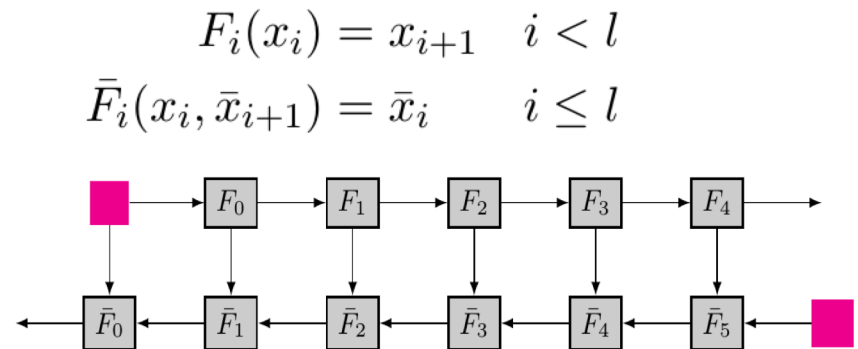 F_i(x_i) = x_{i+1} i < l
F̄_i(x_i, x̄_{i+1}) = x̄_i i ≤ l
F_0 F_1 F_2 F_3 F_4
F̄_0 F̄_1 F̄_2 F̄_3 F̄_4 F̄_5